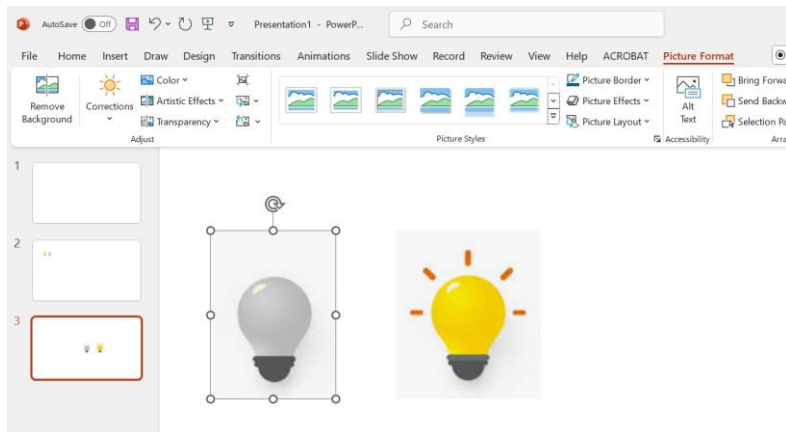 AutoSave Off Presentation1 - PowerP... Search
File Home Insert Draw Design Transitions Animations Slide Show Record Review View Help ACROBAT Picture Format
Remove Background
Corrections
Color
Artistic Effects
Transparency
Adjust
Picture Styles
Picture Border
Picture Effects
Picture Layout
Alt Text
Accessibility
Bring Forwa
Send Backw
Selection Pa
Arra
1
2
3